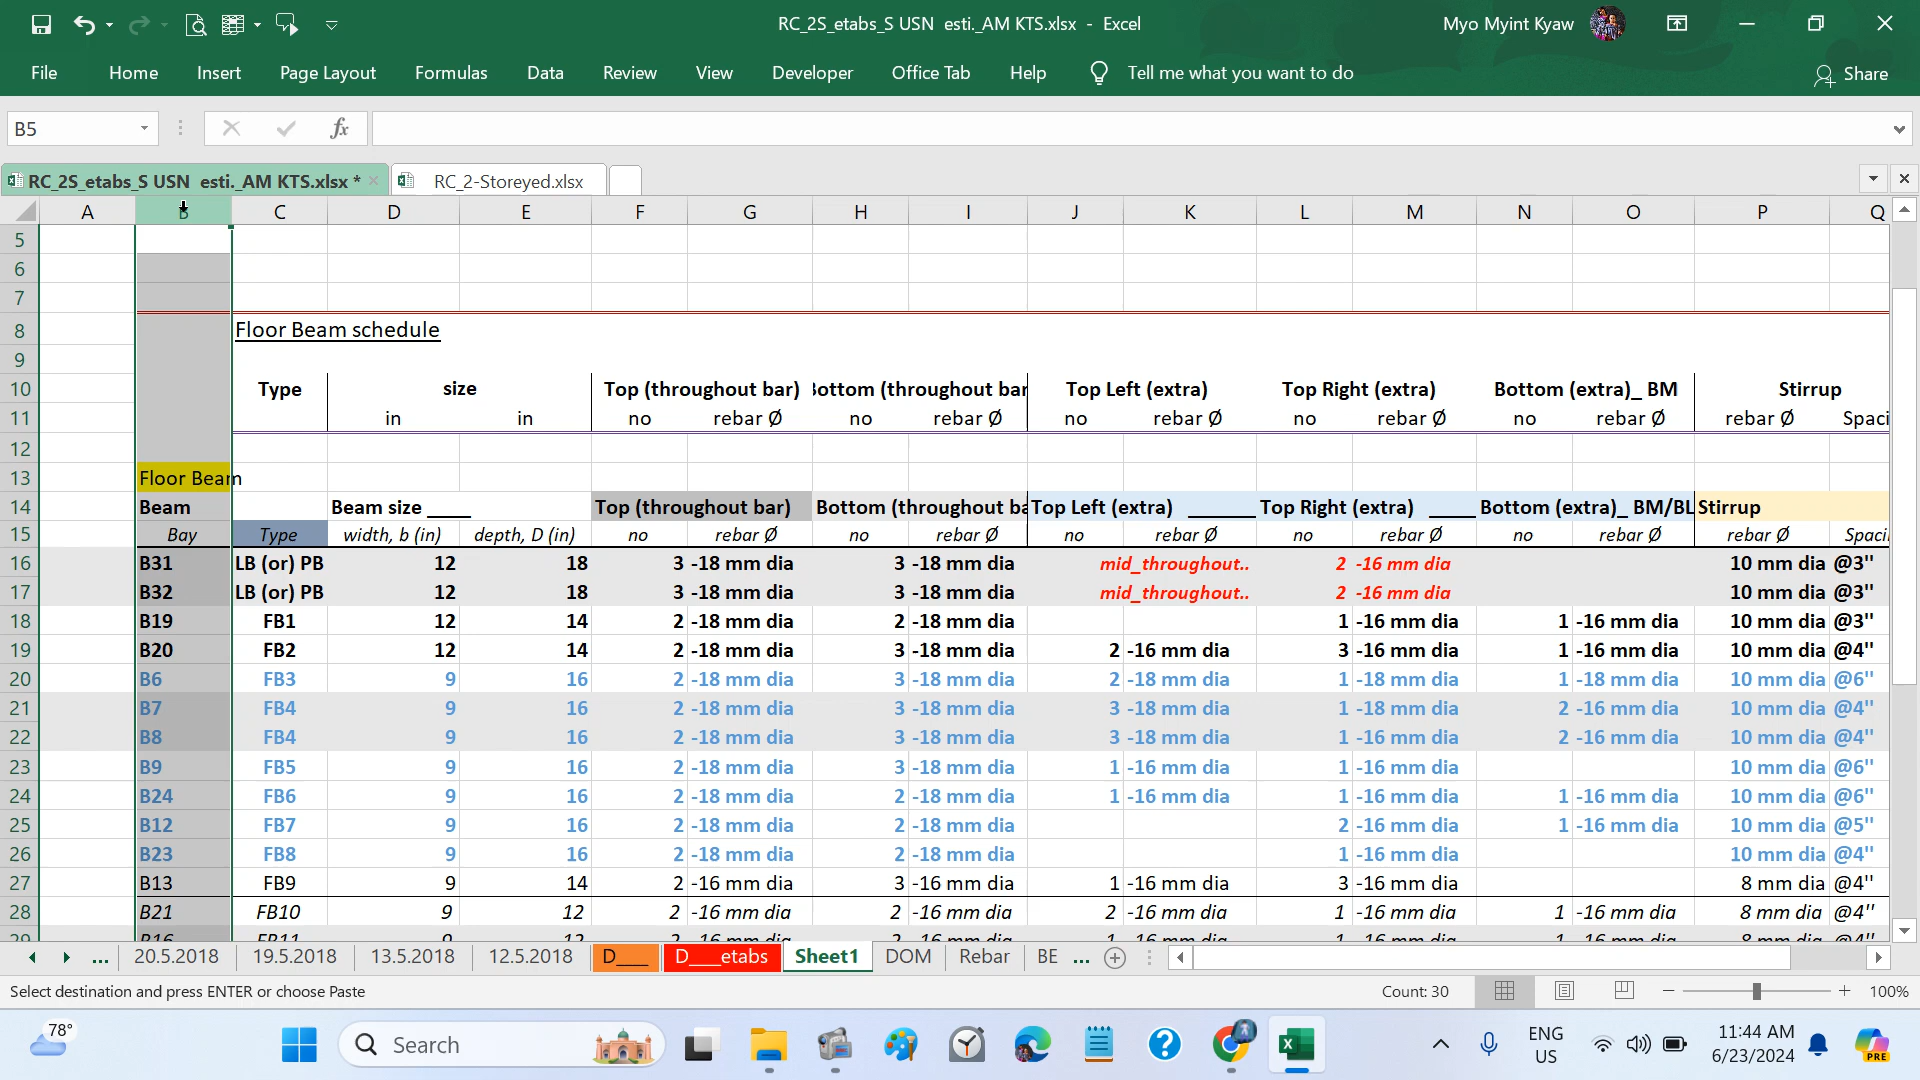 RC_2S_etabs_S USN  esti._AM KTS.xlsx  -  Excel
Myo Myint Kyaw
File Home Insert Page Layout Formulas Data Review View Developer Office Tab Help Tell me what you want to do Share
B5 fx
RC_2S_etabs_S USN  esti._AM KTS.xlsx * RC_2-Storeyed.xlsx
A B C D E F G H I J K L M N O P Q
5
6
7
8 Floor Beam schedule
9
10 Type size Top (throughout bar) Bottom (throughout bar Top Left (extra) Top Right (extra) Bottom (extra)_ BM Stirrup
11 in in no rebar Ø no rebar Ø no rebar Ø no rebar Ø no rebar Ø rebar Ø Spaci
12
13 Floor Beam
14 Beam Beam size ____ Top (throughout bar) Bottom (throughout ba Top Left (extra) ______ Top Right (extra) ____ Bottom (extra)_ BM/BL Stirrup
15 Bay Type width, b (in) depth, D (in) no rebar Ø no rebar Ø no rebar Ø no rebar Ø no rebar Ø rebar Ø Spaci
16 B31 LB (or) PB 12 18 3 -18 mm dia 3 -18 mm dia mid_throughout.. 2 -16 mm dia 10 mm dia @3"
17 B32 LB (or) PB 12 18 3 -18 mm dia 3 -18 mm dia mid_throughout.. 2 -16 mm dia 10 mm dia @3"
18 B19 FB1 12 14 2 -18 mm dia 2 -18 mm dia 1 -16 mm dia 1 -16 mm dia 10 mm dia @3"
19 B20 FB2 12 14 2 -18 mm dia 3 -18 mm dia 2 -16 mm dia 3 -16 mm dia 1 -16 mm dia 10 mm dia @4"
20 B6 FB3 9 16 2 -18 mm dia 3 -18 mm dia 2 -18 mm dia 1 -18 mm dia 1 -18 mm dia 10 mm dia @6"
21 B7 FB4 9 16 2 -18 mm dia 3 -18 mm dia 3 -18 mm dia 1 -18 mm dia 2 -16 mm dia 10 mm dia @4"
22 B8 FB4 9 16 2 -18 mm dia 3 -18 mm dia 3 -18 mm dia 1 -16 mm dia 2 -16 mm dia 10 mm dia @4"
23 B9 FB5 9 16 2 -18 mm dia 3 -18 mm dia 1 -16 mm dia 1 -16 mm dia 10 mm dia @6"
24 B24 FB6 9 16 2 -18 mm dia 2 -18 mm dia 1 -16 mm dia 1 -16 mm dia 1 -16 mm dia 10 mm dia @6"
25 B12 FB7 9 16 2 -18 mm dia 2 -18 mm dia 2 -16 mm dia 1 -16 mm dia 10 mm dia @5"
26 B23 FB8 9 16 2 -18 mm dia 2 -18 mm dia 1 -16 mm dia 10 mm dia @4"
27 B13 FB9 9 14 2 -16 mm dia 3 -16 mm dia 1 -16 mm dia 3 -16 mm dia 8 mm dia @4"
28 B21 FB10 9 12 2 -16 mm dia 2 -16 mm dia 2 -16 mm dia 1 -16 mm dia 1 -16 mm dia 8 mm dia @4"
29 B16 FB11 9 12 2 -16 mm dia 2 -16 mm dia 1 -16 mm dia 1 -16 mm dia 1 -16 mm dia 8 mm dia @4"
... 20.5.2018 19.5.2018 13.5.2018 12.5.2018 D___ D___etabs Sheet1 DOM Rebar BE ...
Select destination and press ENTER or choose Paste Count: 30 100%
78° Search ENG 11:44 AM
US 6/23/2024 PRE